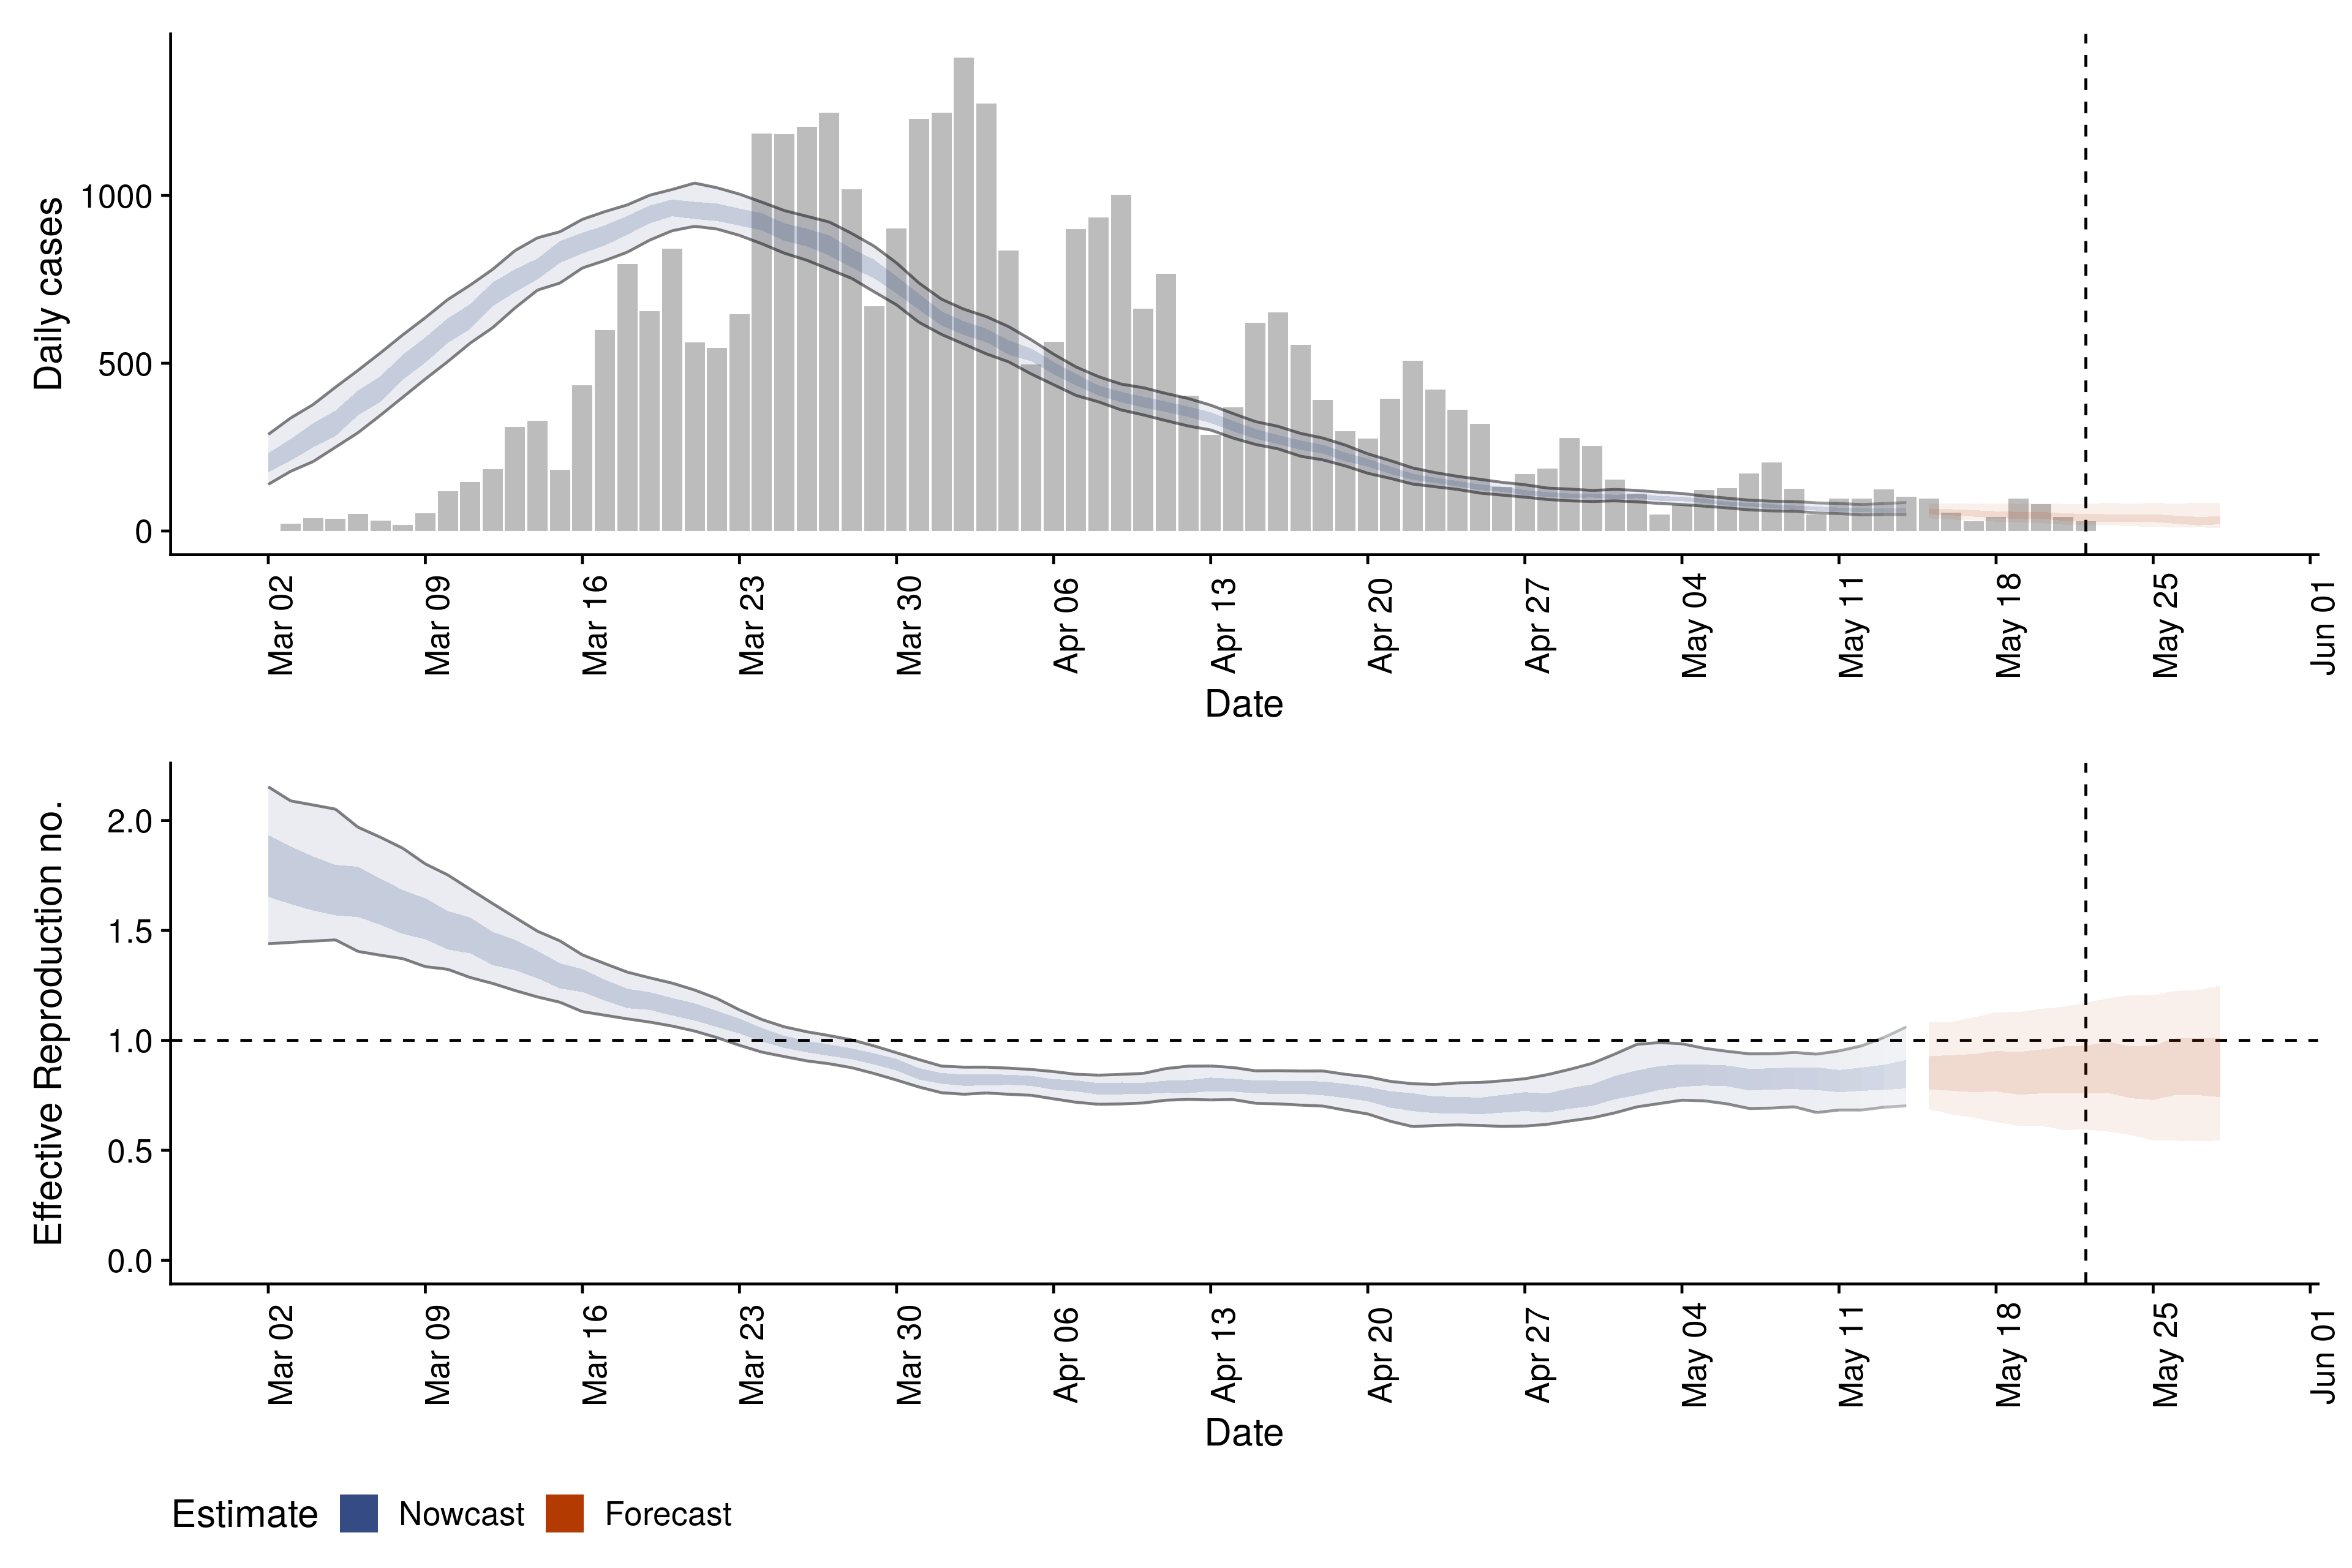 Daily cases
1000
500
0
Mar 02
Mar 09
Mar 16
Mar 23
Mar 30
Apr 06
Apr 13
Apr 20
Apr 27
May 04
May 11
May 18
May 25
Jun 01
Date
Effective Reproduction no.
2.0
1.5
1.0
0.5
0.0
Mar 02
Mar 09
Mar 16
Mar 23
Mar 30
Apr 06
Apr 13
Apr 20
Apr 27
May 04
May 11
May 18
May 25
Jun 01
Date
Estimate Nowcast Forecast